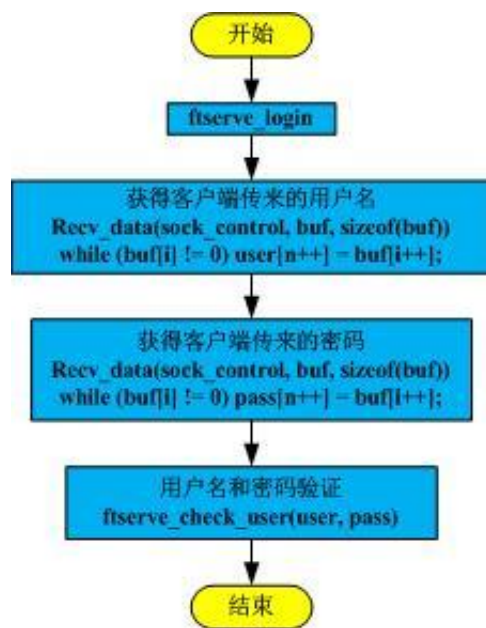 开始
ftserve_login
获得客户端传来的用户名
Recv_data(sock_control, buf, sizeof(buf))
while (buf[i] != 0) user[n++] = buf[i++];
获得客户端传来的密码
Recv_data(sock_control, buf, sizeof(buf))
while (buf[i] != 0) pass[n++] = buf[i++];
用户名和密码验证
ftserve_check_user(user, pass)
结束